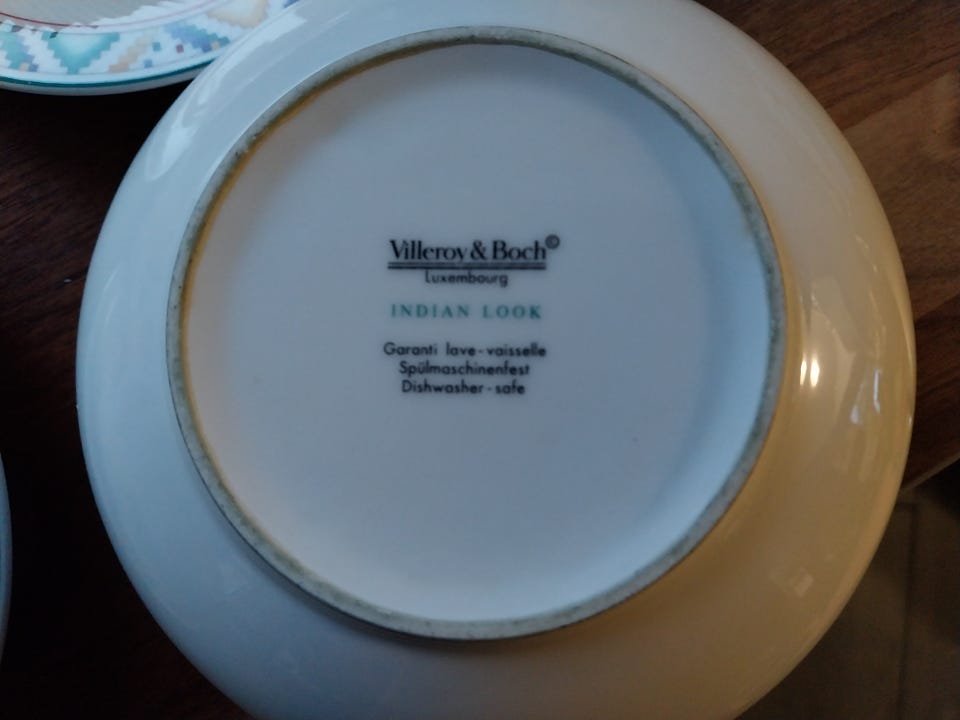 Villeroy & Boch©
Luxembourg
INDIAN LOOK
Garanti lave-vaisselle
Spülmaschinenfest
Dishwasher-safe